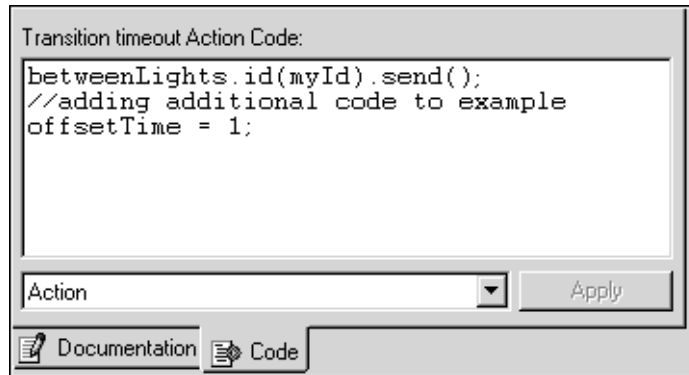 Transition timeout Action Code:
betweenLights.id(myId).send();
//adding additional code to example
offsetTime = 1;
Action
Apply
Documentation
Code